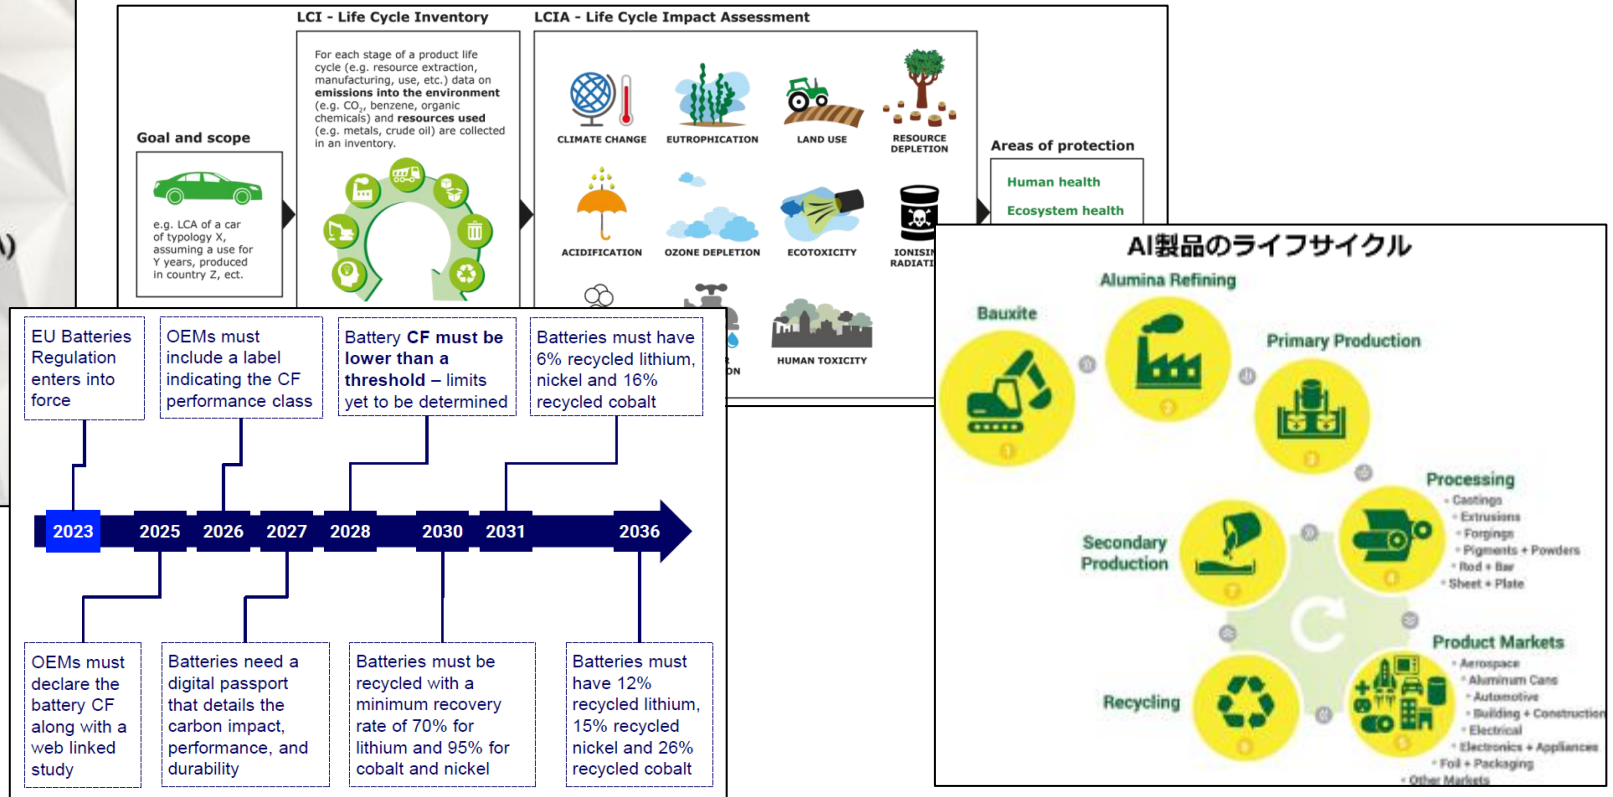 LCI - Life Cycle Inventory
LCIA - Life Cycle Impact Assessment
For each stage of a product life
cycle (e.g. resource extraction,
manufacturing, use, etc.) data on
emissions into the environment
(e.g. CO₂, benzene, organic
chemicals) and resources used
(e.g. metals, crude oil) are collected
in an inventory.
Goal and scope
e.g. LCA of a car
of typology X,
assuming a use for
Y years, produced
in country Z, ect.
CLIMATE CHANGE
EUTROPHICATION
LAND USE
RESOURCE
DEPLETION
ACIDIFICATION
OZONE DEPLETION
ECOTOXICITY
HUMAN TOXICITY
Areas of protection
Human health
Ecosystem health
EU Batteries
Regulation
enters into
force
OEMs must
include a label
indicating the CF
performance class
Battery CF must be
lower than a
threshold – limits
yet to be determined
Batteries must have
6% recycled lithium,
nickel and 16%
recycled cobalt
2023
2025
2026
2027
2028
2030
2031
2036
OEMs must
declare the
battery CF
along with a
web linked
study
Batteries need a
digital passport
that details the
carbon impact,
performance, and
durability
Batteries must be
recycled with a
minimum recovery
rate of 70% for
lithium and 95% for
cobalt and nickel
Batteries must
have 12%
recycled lithium,
15% recycled
nickel and 26%
recycled cobalt
Al製品のライフサイクル
Bauxite
1
Alumina Refining
2
Primary Production
3
Processing
• Castings
• Extrusions
• Forgings
• Pigments + Powders
• Rod + Bar
• Sheet + Plate
4
Product Markets
• Aerospace
• Aluminum Cans
• Automotive
• Building + Construction
• Electrical
• Electronics + Appliances
• Foil + Packaging
• Other Markets
5
Recycling
6
Secondary
Production
7